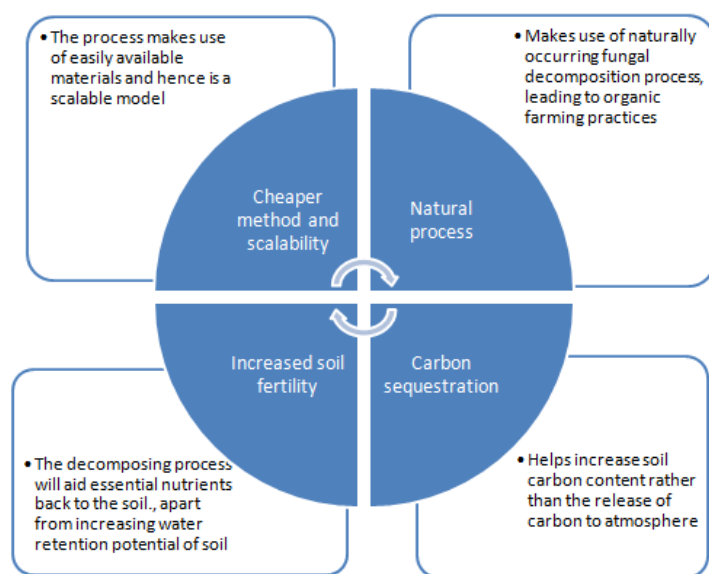 • The process makes use
of easily available
materials and hence is a
scalable model
• Makes use of naturally
occurring fungal
decomposition process,
leading to organic
farming practices
Cheaper
method and
scalability
Natural
process
Increased soil
fertility
Carbon
sequestration
• The decomposing process
will aid essential nutrients
back to the soil., apart
from increasing water
retention potential of soil
• Helps increase soil
carbon content rather
than the release of
carbon to atmosphere